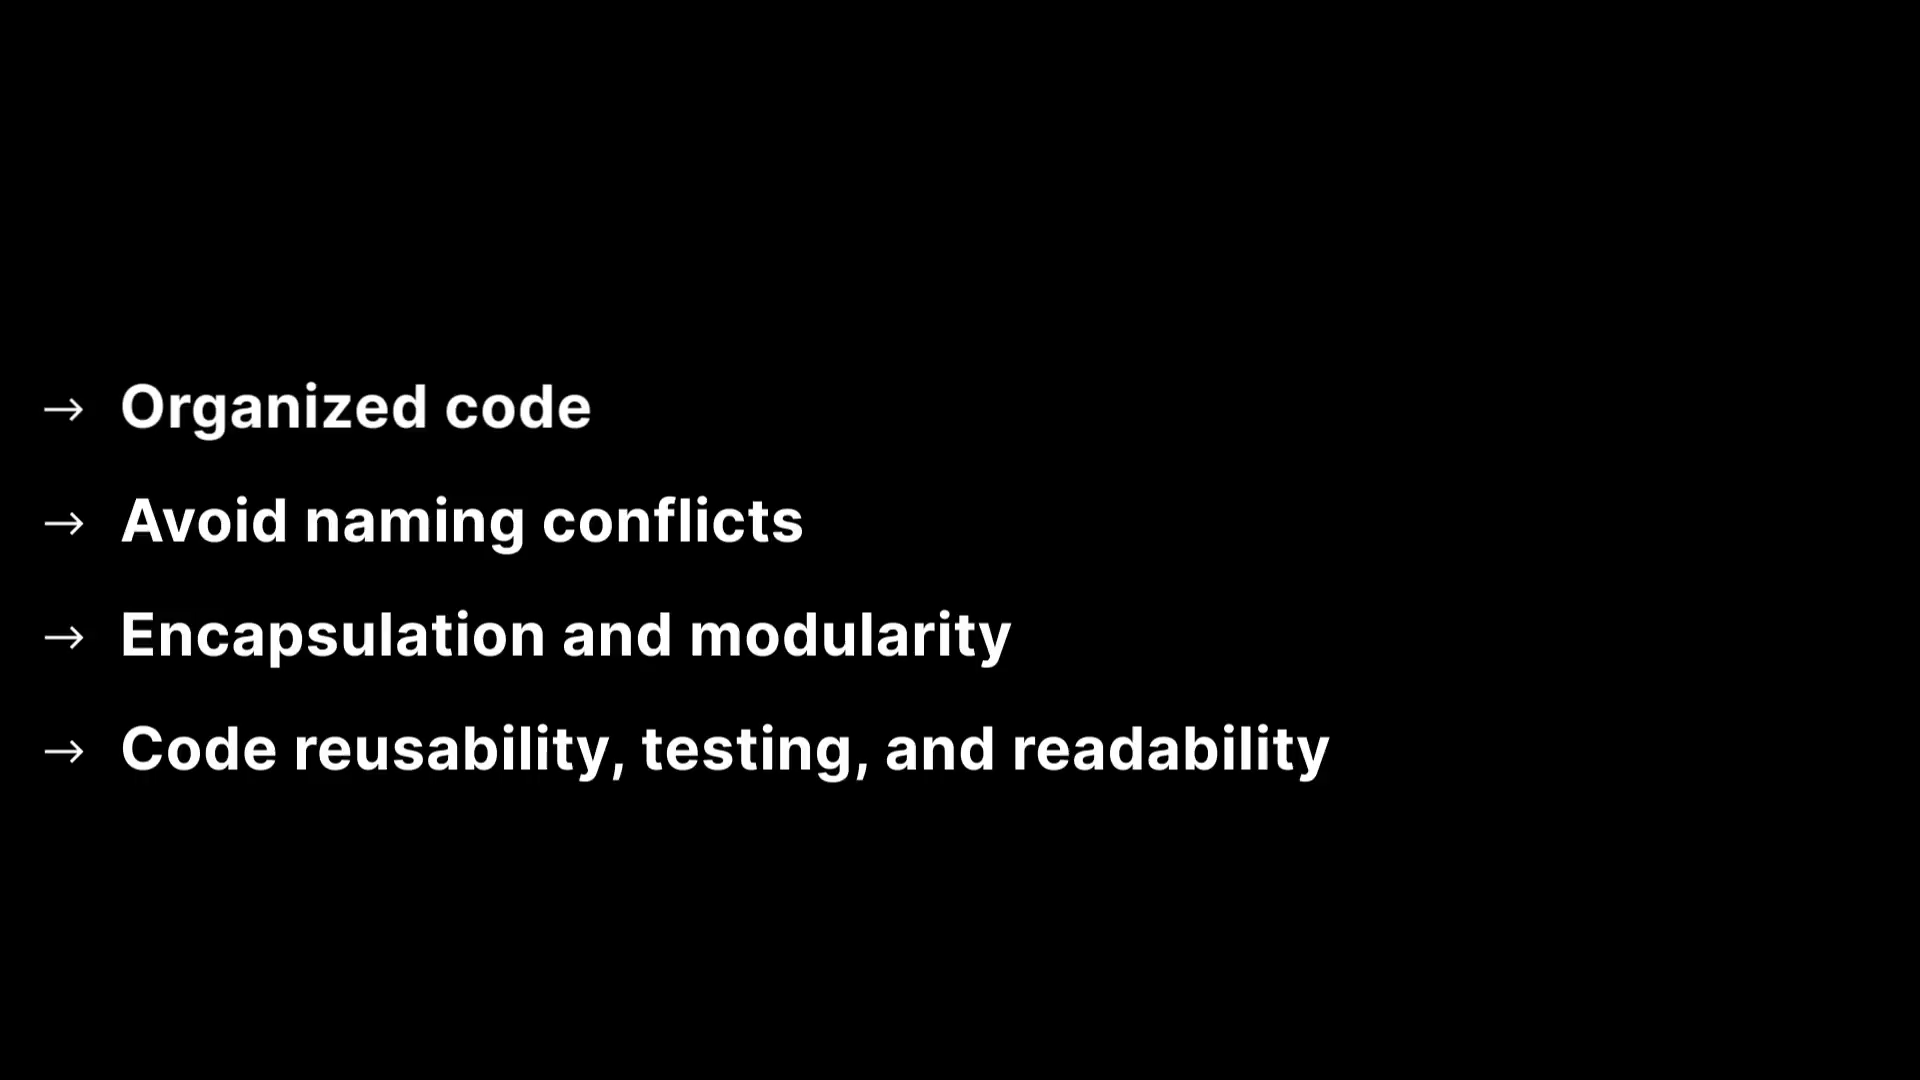 → Organized code
→ Avoid naming conflicts
→ Encapsulation and modularity
→ Code reusability, testing, and readability